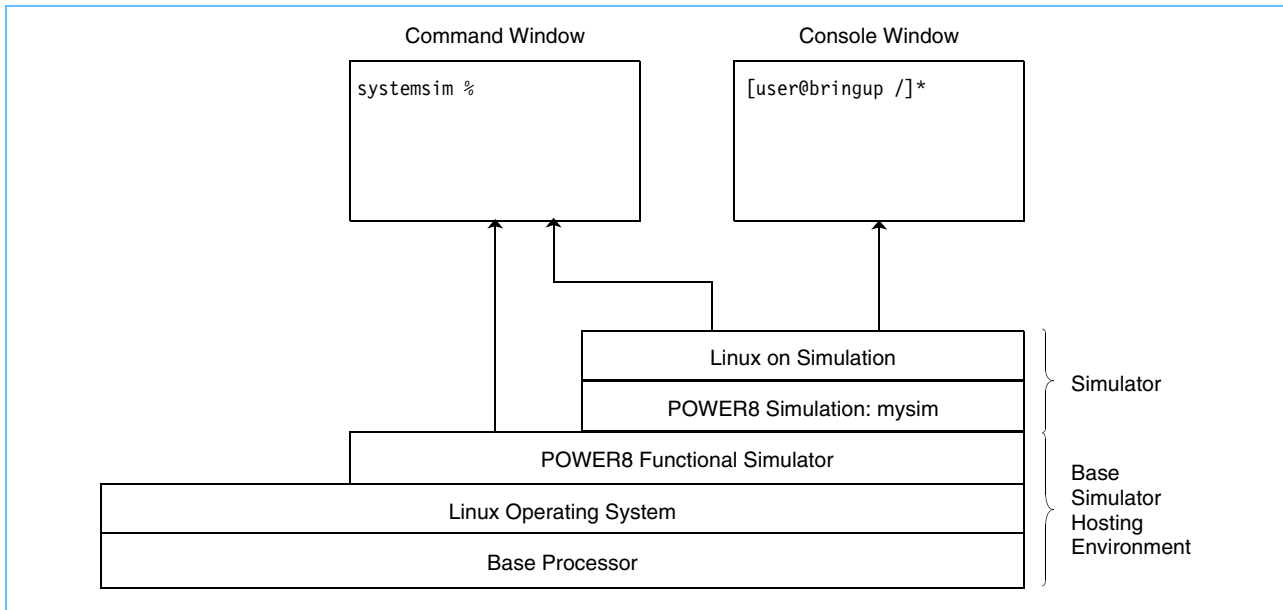 Command Window
Console Window
systemsim %
[user@bringup /]*
Linux on Simulation
POWER8 Simulation: mysim
Simulator
POWER8 Functional Simulator
Linux Operating System
Base Processor
Base
Simulator
Hosting
Environment